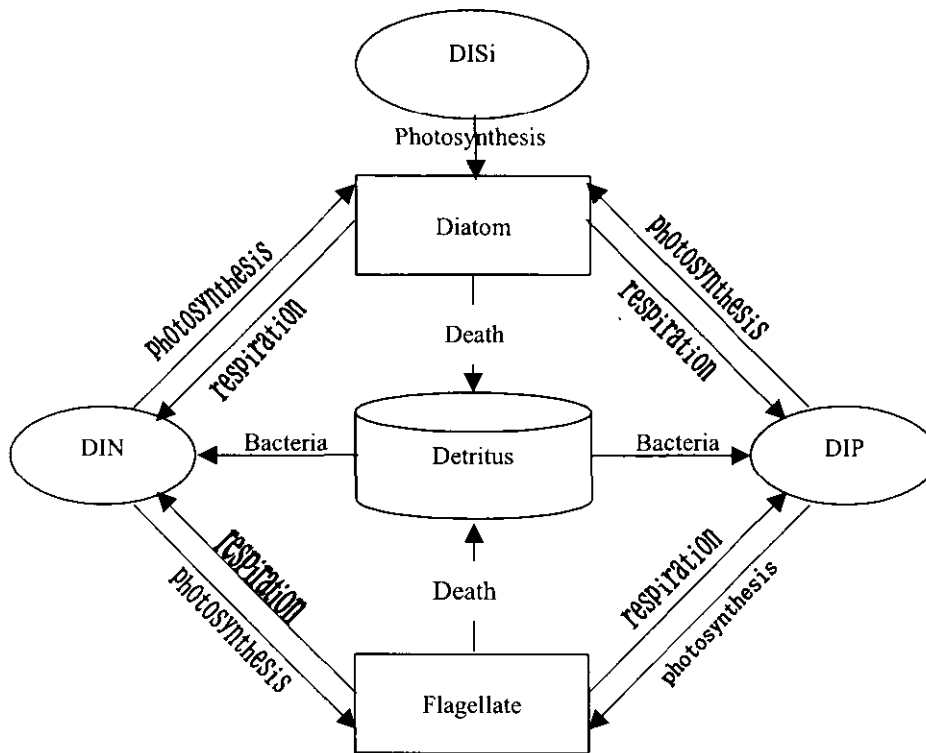 DISi
Photosynthesis
Diatom
photosynthesis
respiration
photosynthesis
respiration
Death
DIN
Bacteria
Detritus
Bacteria
DIP
respiration
photosynthesis
Death
respiration
photosynthesis
Flagellate